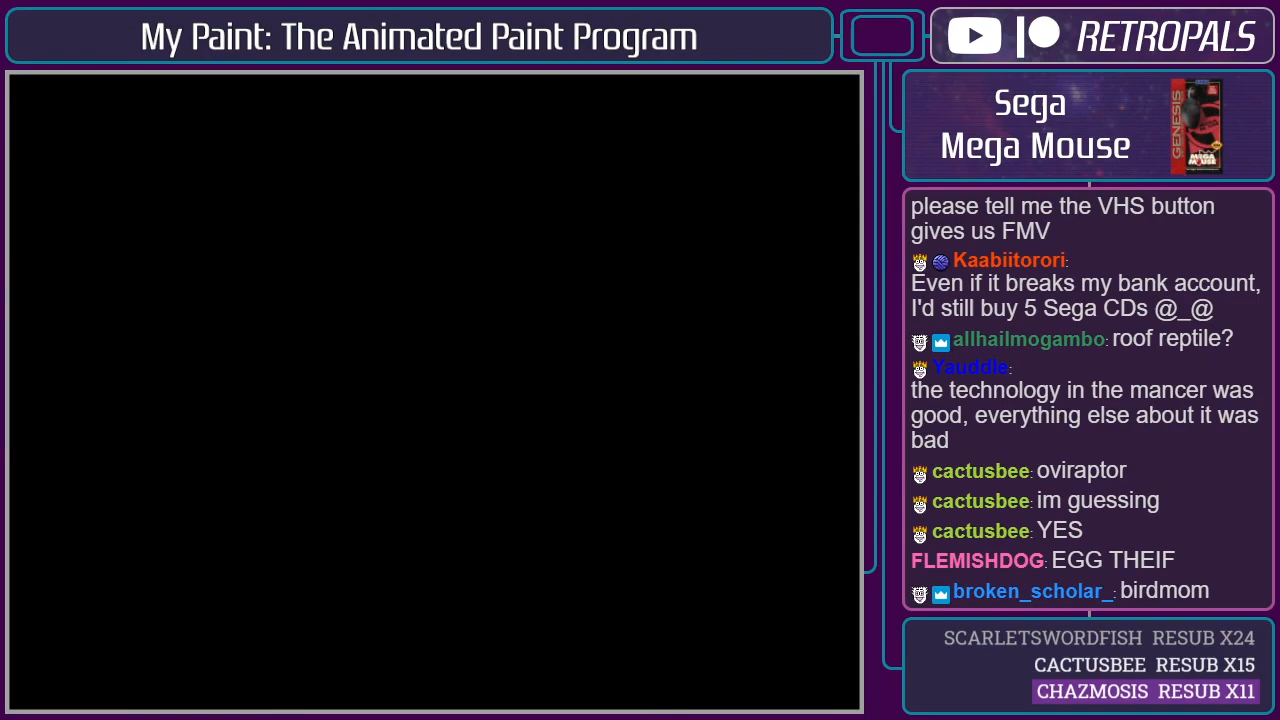 My Paint: The Animated Paint Program
RETROPALS
Sega
Mega Mouse
GENESIS
MEGA
MOUSE
please tell me the VHS button
gives us FMV
Kaabiitorori:
Even if it breaks my bank account,
I'd still buy 5 Sega CDs @_@
allhailmogambo: roof reptile?
Yauddle:
the technology in the mancer was
good, everything else about it was
bad
cactusbee: oviraptor
cactusbee: im guessing
cactusbee: YES
FLEMISHDOG: EGG THEIF
broken_scholar_: birdmom
SCARLETSWORDFISH RESUB X24
CACTUSBEE RESUB X15
CHAZMOSIS RESUB X11